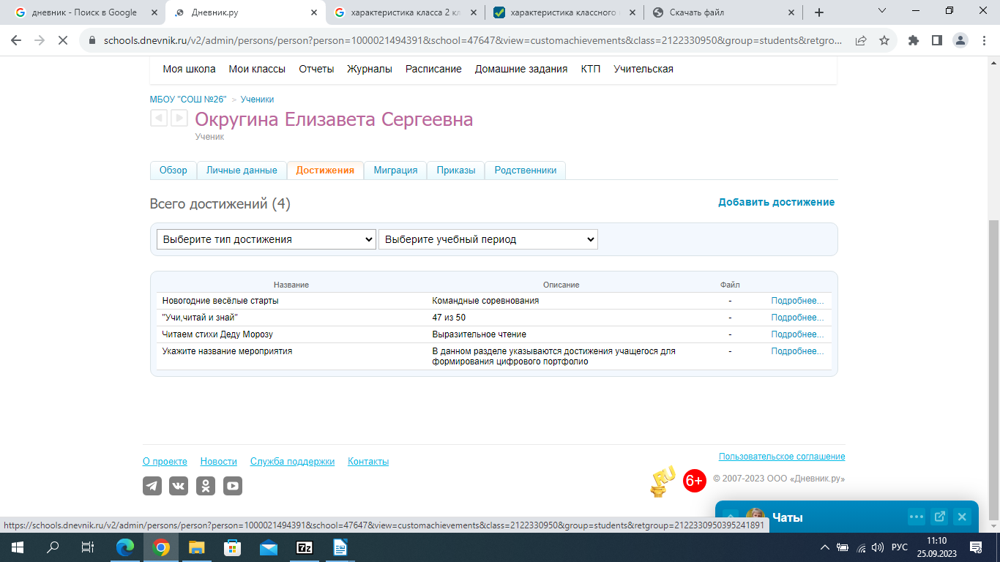 дневник - Поиск в Google
Дневник.ру
характеристика класса 2 кл
характеристика классного
Скачать файл
schools.dnevnik.ru/v2/admin/persons/person?person=1000021494391&school=47647&view=customachievements&class=2122330950&group=students&retgro...
Моя школа Мои классы Отчеты Журналы Расписание Домашние задания КТП Учительская
МБОУ "СОШ №26" > Ученики
Округина Елизавета Сергеевна
Ученик
Обзор Личные данные Достижения Миграция Приказы Родственники
Всего достижений (4)
Добавить достижение
Выберите тип достижения
Выберите учебный период
Название Описание Файл
Новогодние весёлые старты Командные соревнования - Подробнее...
"Учи,читай и знай" 47 из 50 - Подробнее...
Читаем стихи Деду Морозу Выразительное чтение - Подробнее...
Укажите название мероприятия В данном разделе указываются достижения учащегося для - Подробнее...
формирования цифрового портфолио
О проекте Новости Служба поддержки Контакты
Пользовательское соглашение
RU
6+
© 2007-2023 ООО «Дневник.ру»
Чаты
https://schools.dnevnik.ru/v2/admin/persons/person?person=1000021494391&school=47647&view=customachievements&class=2122330950&group=students&retgroup=2122330950395241891
7z
РУС
11:10
25.09.2023